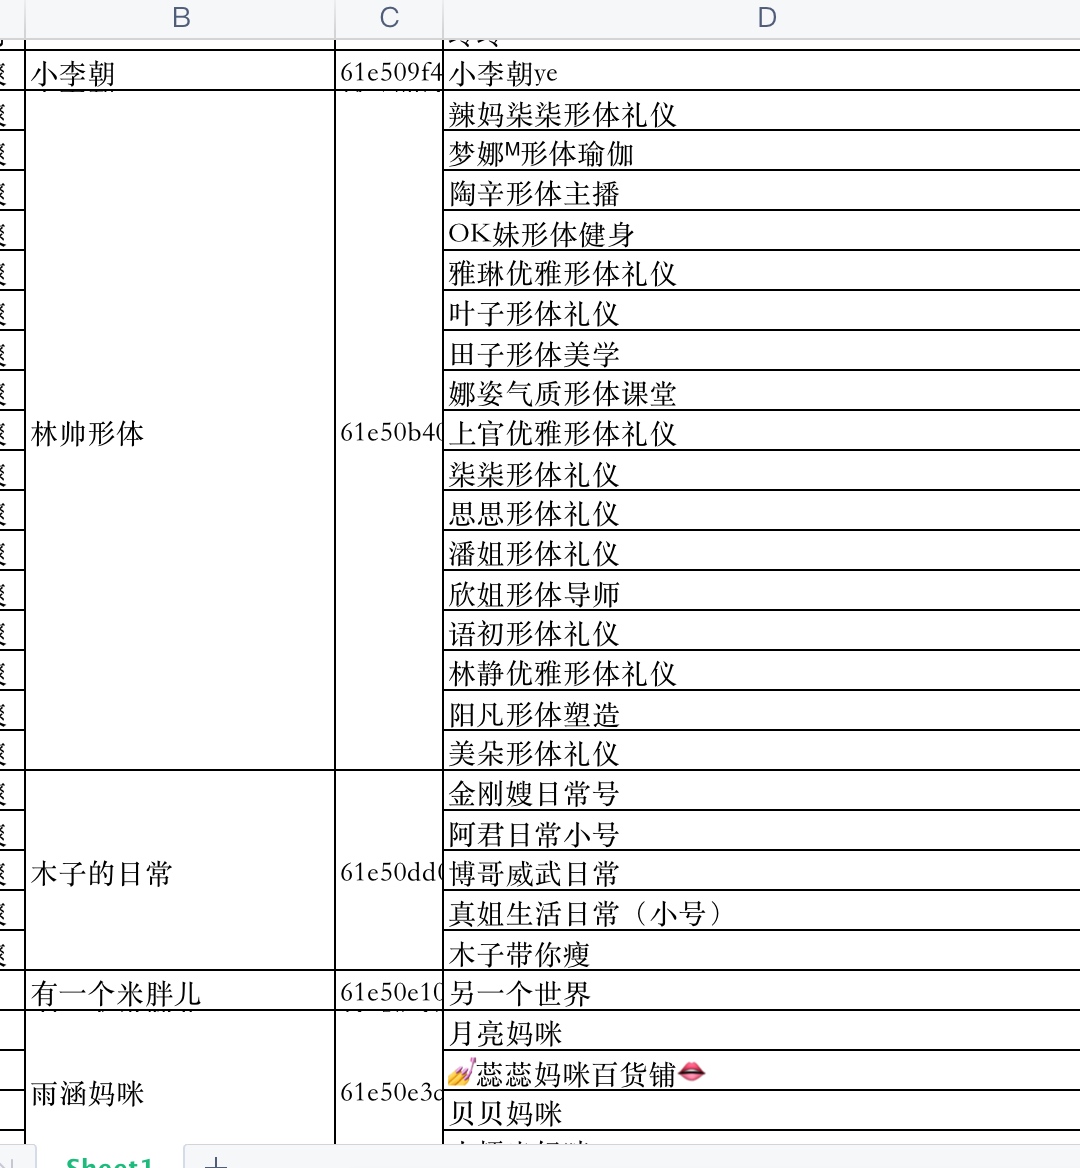 B C D
小李朝 61e509f4 小李朝ye
辣妈柒柒形体礼仪
梦娜ᴹ形体瑜伽
陶辛形体主播
OK妹形体健身
雅琳优雅形体礼仪
叶子形体礼仪
田子形体美学
娜姿气质形体课堂
林帅形体 61e50b40 上官优雅形体礼仪
柒柒形体礼仪
思思形体礼仪
潘姐形体礼仪
欣姐形体导师
语初形体礼仪
林静优雅形体礼仪
阳凡形体塑造
美朵形体礼仪
金刚嫂日常号
阿君日常小号
木子的日常 61e50dd 博哥威武日常
真姐生活日常（小号）
木子带你瘦
有一个米胖儿 61e50e10 另一个世界
月亮妈咪
💅蕊蕊妈咪百货铺👄
雨涵妈咪 61e50e3
贝贝妈咪
Sheet1 +